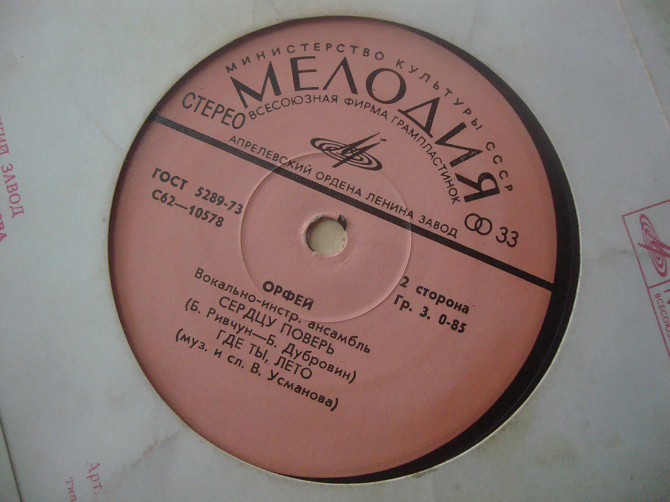 МИНИСТЕРСТВО КУЛЬТУРЫ СССР
МЕЛОДИЯ
ВСЕСОЮЗНАЯ ФИРМА ГРАМПЛАСТИНОК
СТЕРЕО
АПРЕЛЕВСКИЙ ОРДЕНА ЛЕНИНА ЗАВОД
33
ГОСТ 5289-73
С62—10578
2 сторона
Гр. 3. 0-85
ОРФЕЙ
Вокально-инстр. ансамбль
СЕРДЦУ ПОВЕРЬ
(Б. Ривчун—Б. Дубровин)
ГДЕ ТЫ, ЛЕТО
(муз. и сл. В. Усманова)
ЗАВОД
Арт.